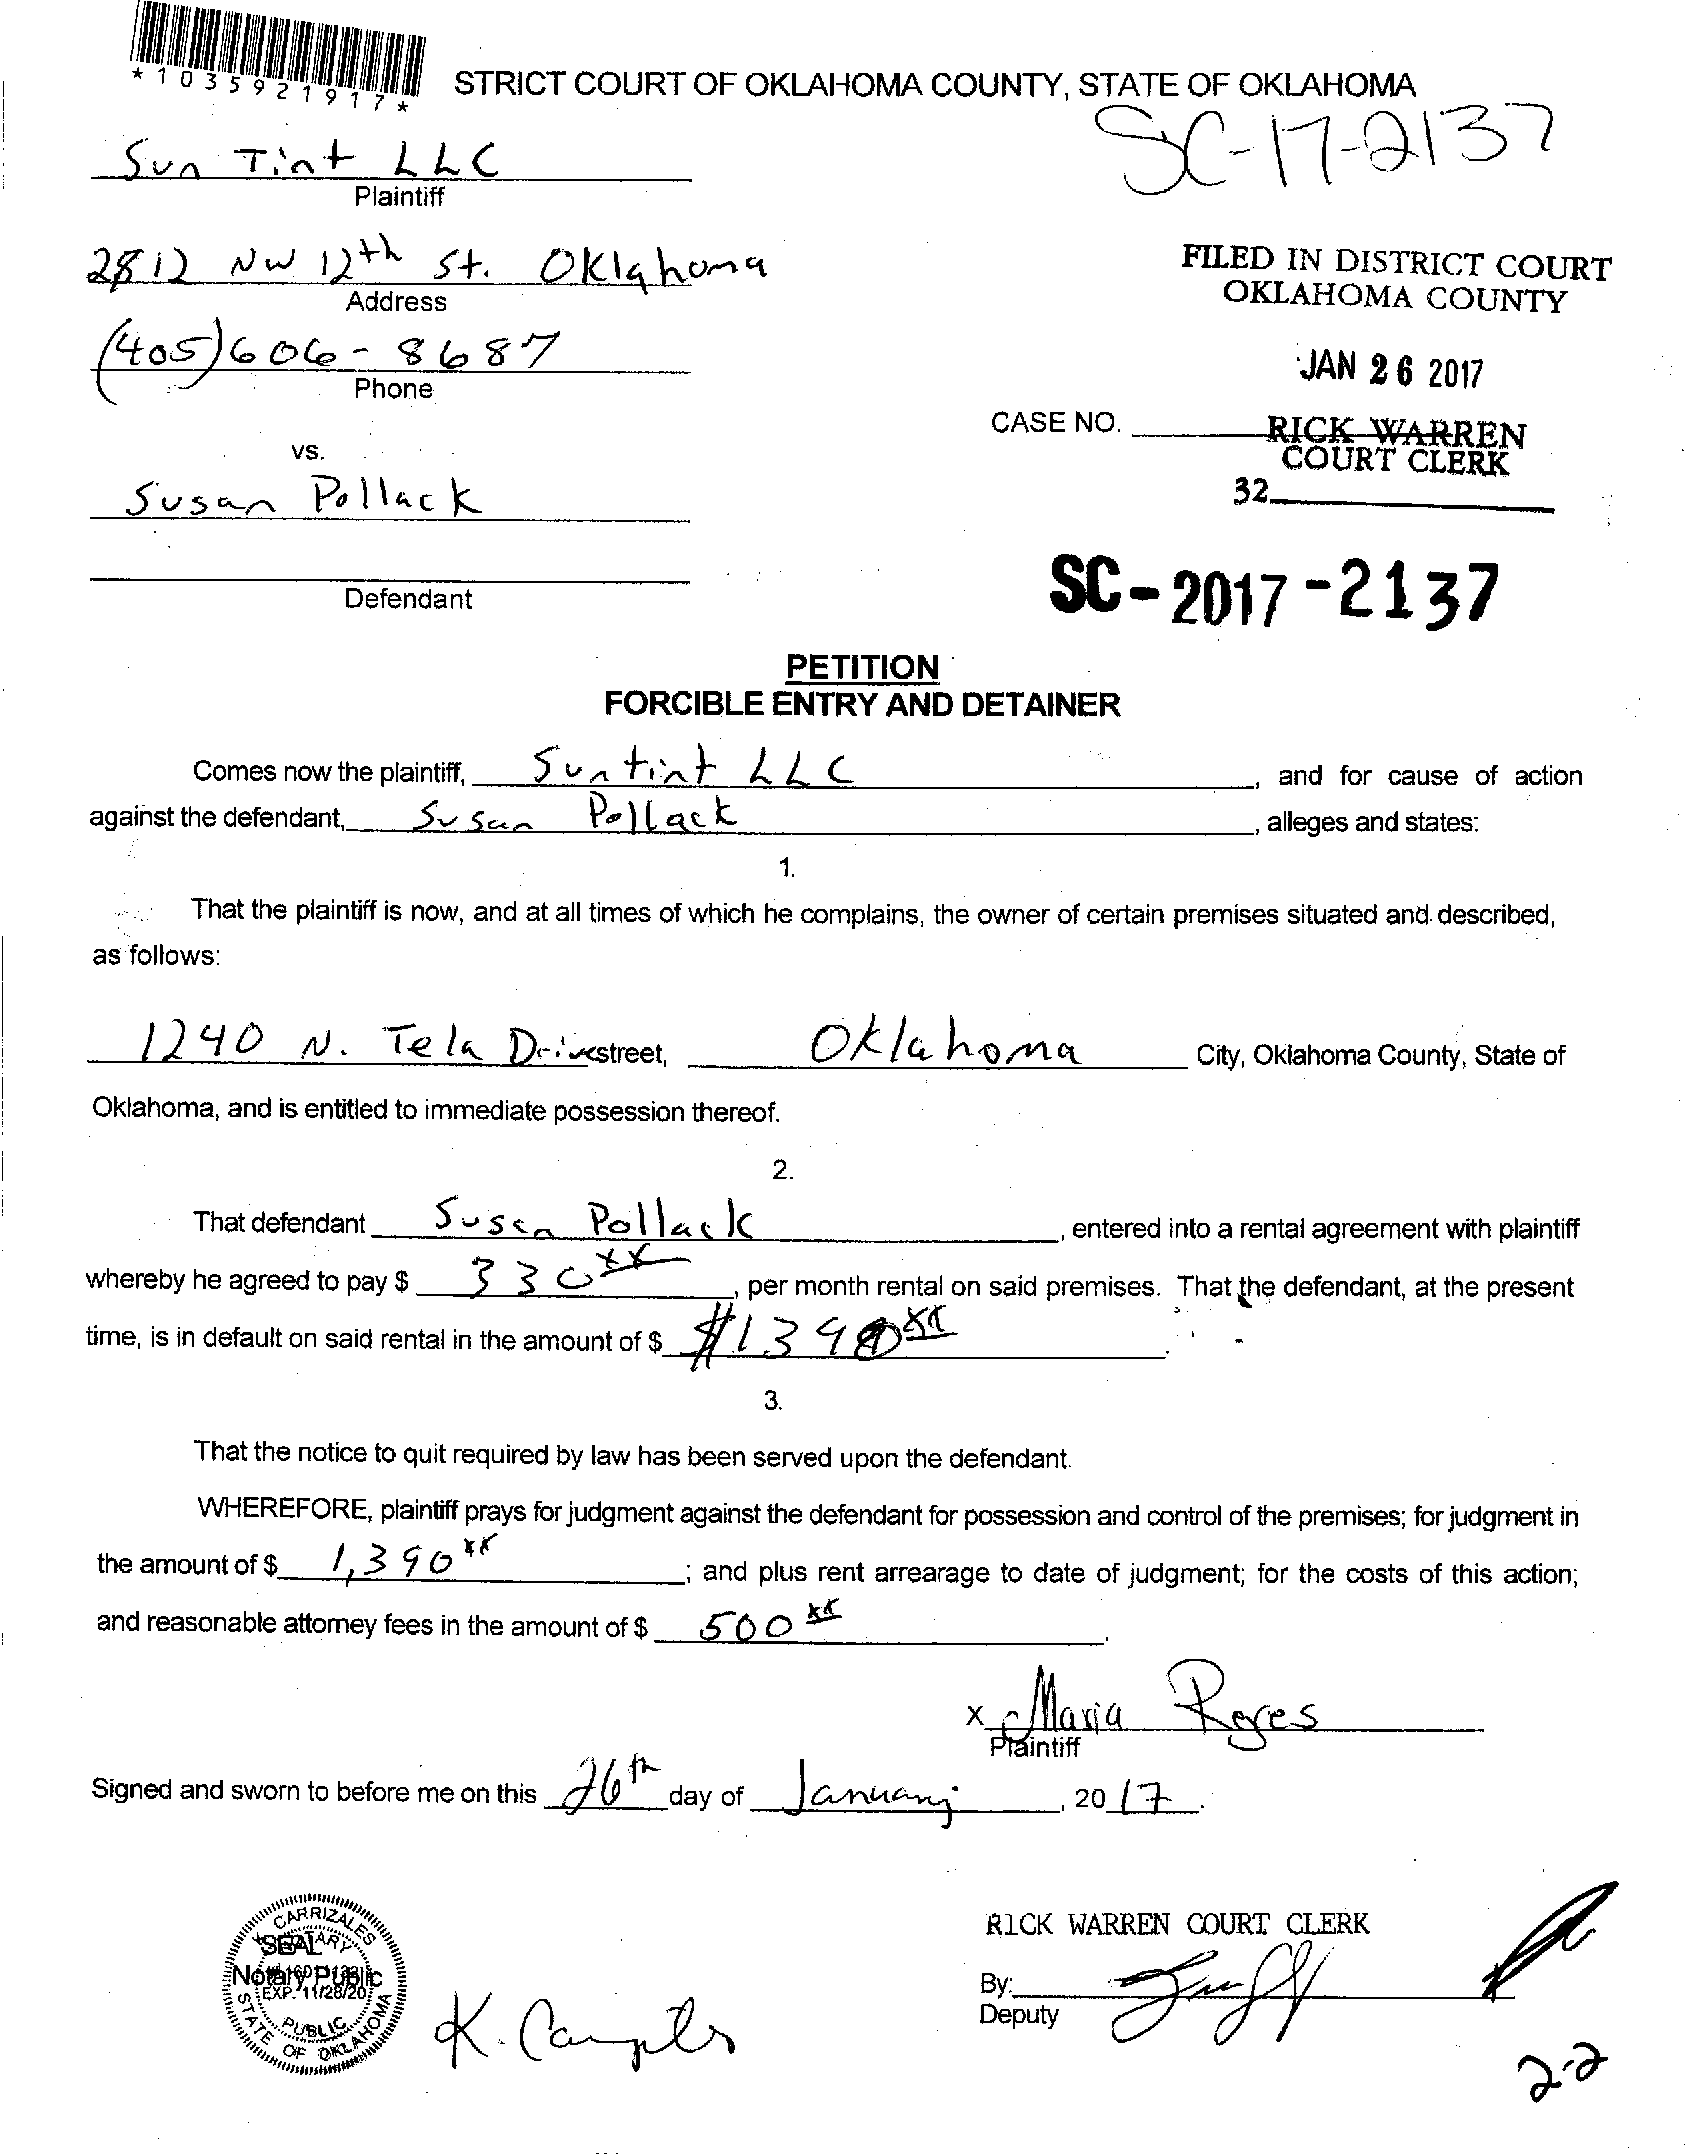 *1035921917*
STRICT COURT OF OKLAHOMA COUNTY, STATE OF OKLAHOMA
SC-17-2137
Sun Tint LLC
Plaintiff
2812 NW 12th St. Oklahoma
Address
FILED IN DISTRICT COURT
OKLAHOMA COUNTY
(405)606-8687
Phone
JAN 26 2017
CASE NO.
RICK WARREN
COURT CLERK
vs.
32
Susan Pollack
Defendant
SC-2017-2137
PETITION
FORCIBLE ENTRY AND DETAINER
Comes now the plaintiff, Suntint LLC, and for cause of action
against the defendant, Susan Pollack, alleges and states:
1.
That the plaintiff is now, and at all times of which he complains, the owner of certain premises situated and described,
as follows:
1240 N. Tela Drive street, Oklahoma City, Oklahoma County, State of
Oklahoma, and is entitled to immediate possession thereof.
2.
That defendant Susan Pollack, entered into a rental agreement with plaintiff
whereby he agreed to pay $ 330xx, per month rental on said premises. That the defendant, at the present
time, is in default on said rental in the amount of $ $1390xx.
3.
That the notice to quit required by law has been served upon the defendant.
WHEREFORE, plaintiff prays for judgment against the defendant for possession and control of the premises; for judgment in
the amount of $ 1,390xx; and plus rent arrearage to date of judgment; for the costs of this action;
and reasonable attorney fees in the amount of $ 500xx.
x Maria Reyes
Plaintiff
Signed and sworn to before me on this 26th day of January, 2017.
CARRIZALES
SEAL
Notary Public
EXP. 11/28/20
PUBLIC
STATE OF OKLAHOMA
RICK WARREN COURT CLERK
By:
Deputy
2-2